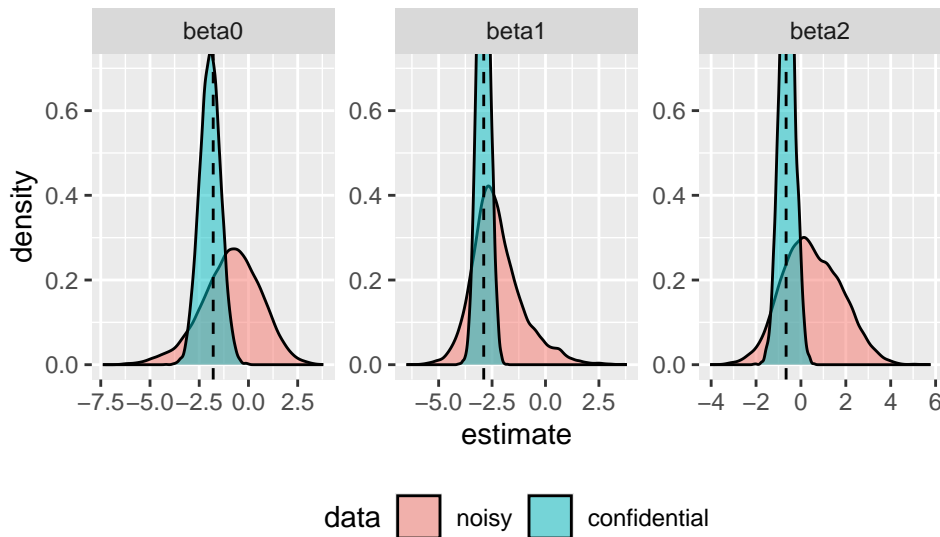 beta0 beta1 beta2
density
0.6 0.6 0.6
0.4 0.4 0.4
0.2 0.2 0.2
0.0 0.0 0.0
−7.5 −5.0 −2.5 0.0 2.5 −5.0 −2.5 0.0 2.5 −4 −2 0 2 4 6
estimate
data noisy confidential